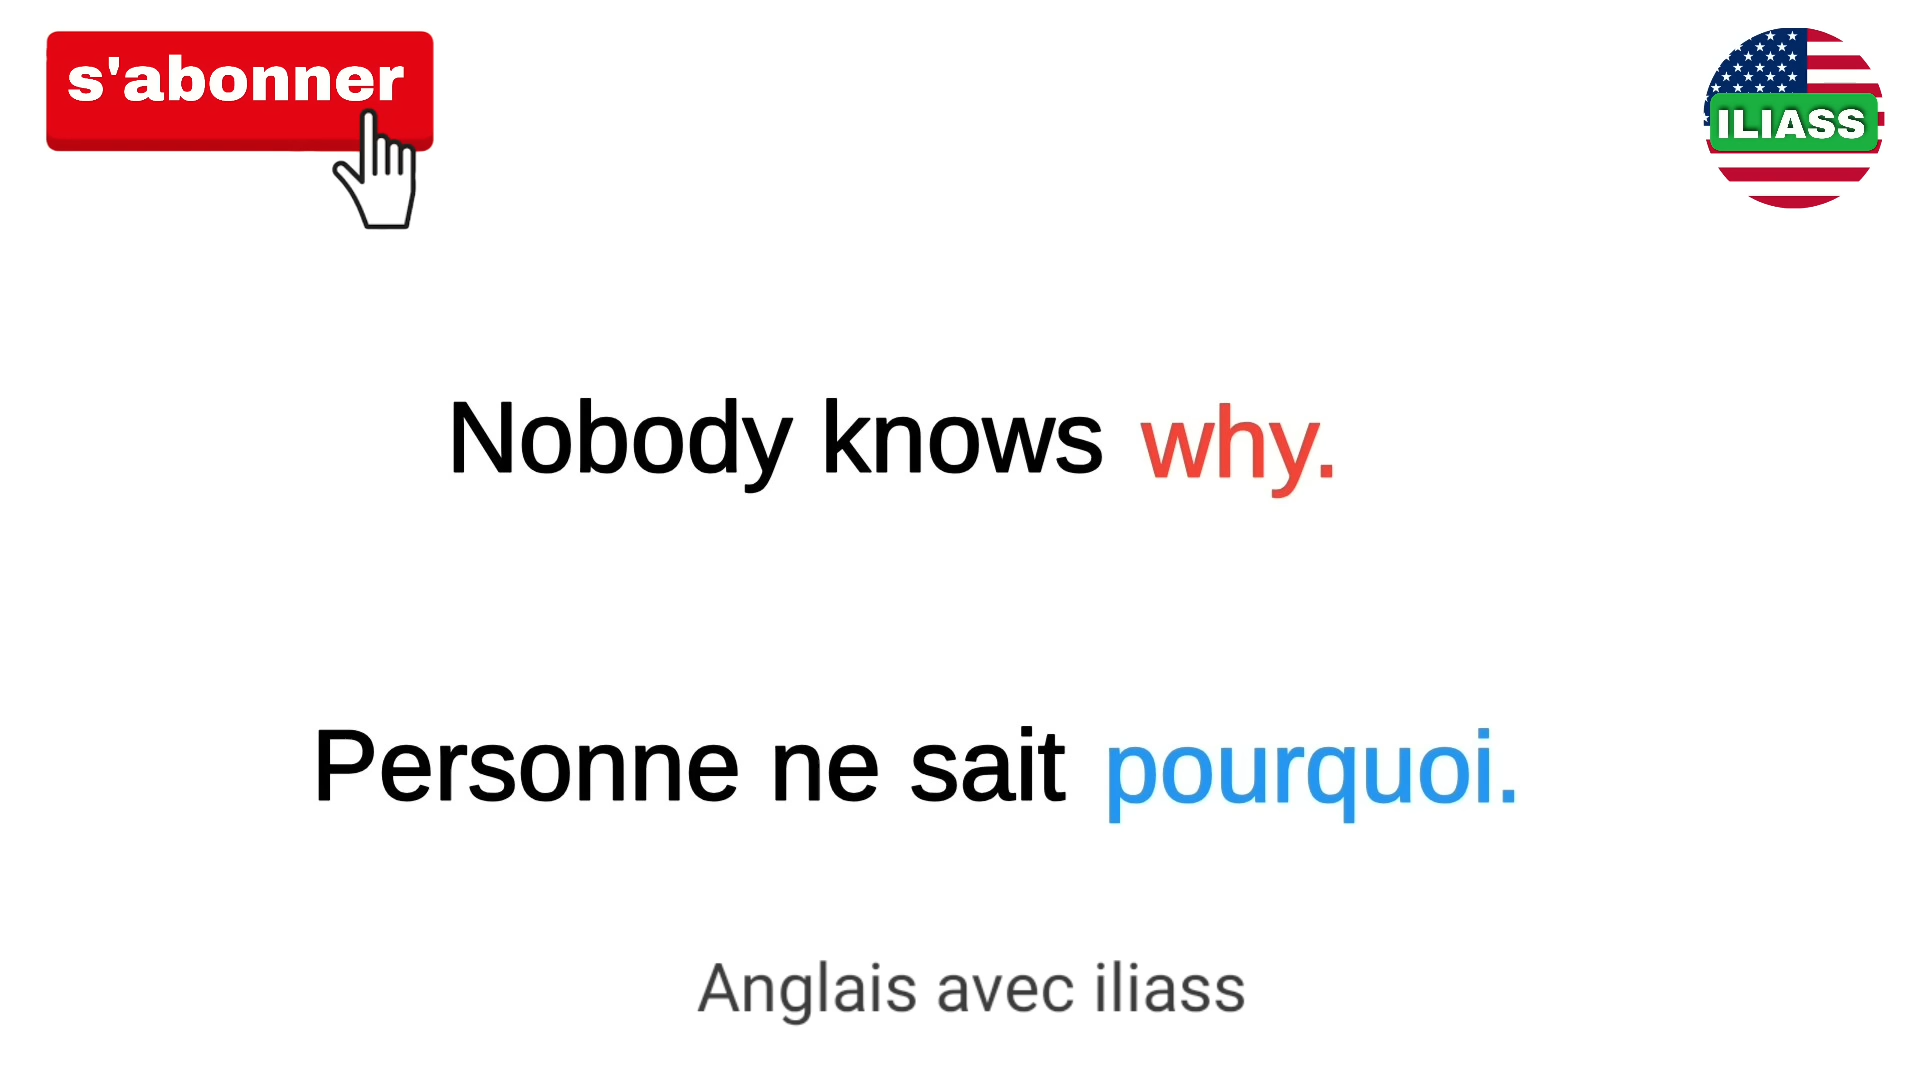 s'abonner
ILIASS
Nobody knows why.
Personne ne sait pourquoi.
Anglais avec iliass